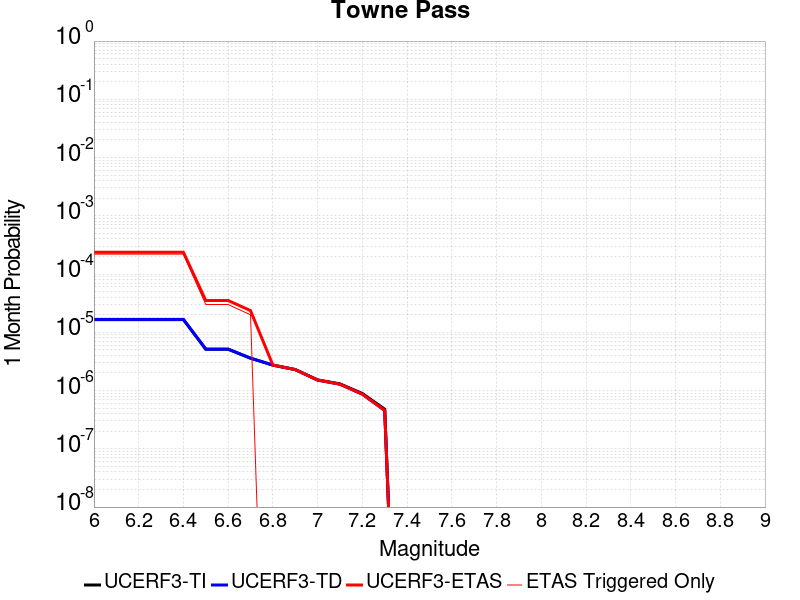 Towne Pass
1 Month Probability
10^0
10^-1
10^-2
10^-3
10^-4
10^-5
10^-6
10^-7
10^-8
6 6.2 6.4 6.6 6.8 7 7.2 7.4 7.6 7.8 8 8.2 8.4 8.6 8.8 9
Magnitude
UCERF3-TI UCERF3-TD UCERF3-ETAS ETAS Triggered Only